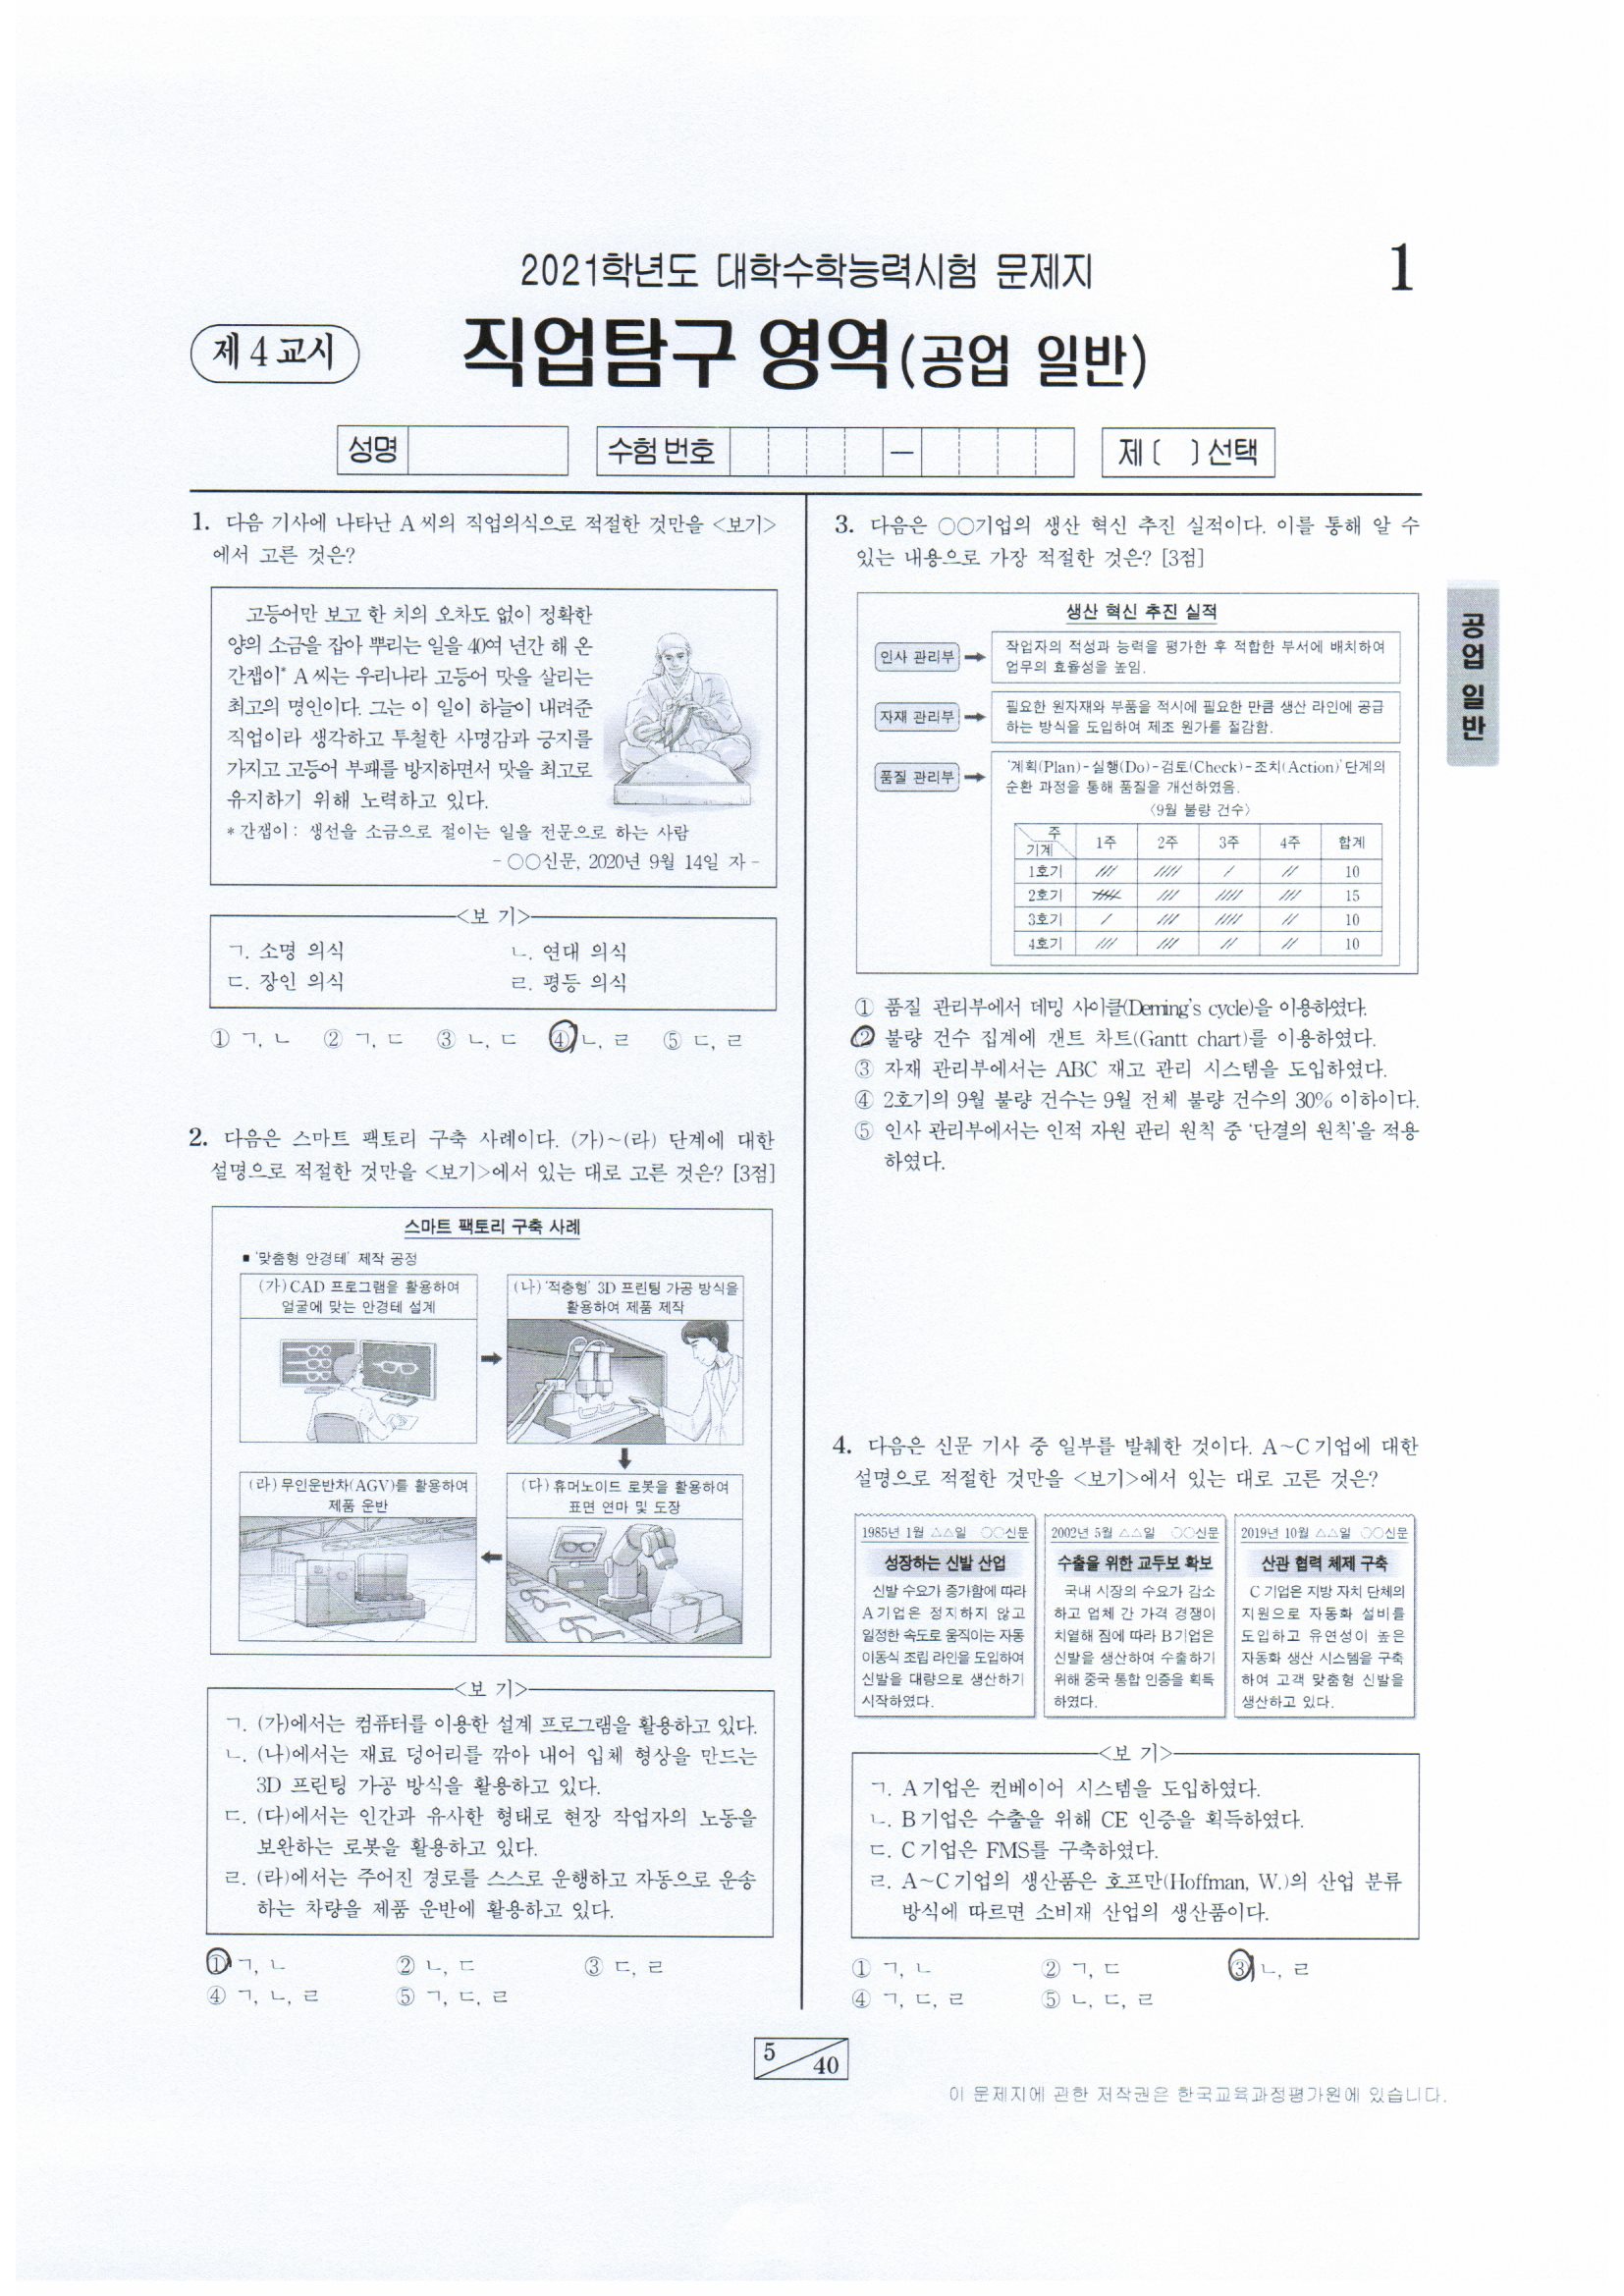 2021학년도 대학수학능력시험 문제지
1
제 4 교시
직업탐구 영역(공업 일반)
성명
수험 번호
—
제 ( ) 선택
공업 일반
1. 다음 기사에 나타난 A 씨의 직업의식으로 적절한 것만을 <보기>
에서 고른 것은?
고등어만 보고 한 치의 오차도 없이 정확한
양의 소금을 잡아 뿌리는 일을 40여 년간 해 온
간잽이* A 씨는 우리나라 고등어 맛을 살리는
최고의 명인이다. 그는 이 일이 하늘이 내려준
직업이라 생각하고 투철한 사명감과 긍지를
가지고 고등어 부패를 방지하면서 맛을 최고로
유지하기 위해 노력하고 있다.
* 간잽이 : 생선을 소금으로 절이는 일을 전문으로 하는 사람
- ○○신문, 2020년 9월 14일 자 -
<보 기>
ㄱ. 소명 의식 ㄴ. 연대 의식
ㄷ. 장인 의식 ㄹ. 평등 의식
① ㄱ, ㄴ ② ㄱ, ㄷ ③ ㄴ, ㄷ ④ ㄴ, ㄹ ⑤ ㄷ, ㄹ
2. 다음은 스마트 팩토리 구축 사례이다. (가)~(라) 단계에 대한
설명으로 적절한 것만을 <보기>에서 있는 대로 고른 것은? [3점]
스마트 팩토리 구축 사례
■ '맞춤형 안경테' 제작 공정
(가) CAD 프로그램을 활용하여
얼굴에 맞는 안경테 설계
(나) '적층형' 3D 프린팅 가공 방식을
활용하여 제품 제작
(라) 무인운반차(AGV)를 활용하여
제품 운반
(다) 휴머노이드 로봇을 활용하여
표면 연마 및 도장
<보 기>
ㄱ. (가)에서는 컴퓨터를 이용한 설계 프로그램을 활용하고 있다.
ㄴ. (나)에서는 재료 덩어리를 깎아 내어 입체 형상을 만드는
3D 프린팅 가공 방식을 활용하고 있다.
ㄷ. (다)에서는 인간과 유사한 형태로 현장 작업자의 노동을
보완하는 로봇을 활용하고 있다.
ㄹ. (라)에서는 주어진 경로를 스스로 운행하고 자동으로 운송
하는 차량을 제품 운반에 활용하고 있다.
① ㄱ, ㄴ ② ㄴ, ㄷ ③ ㄷ, ㄹ
④ ㄱ, ㄴ, ㄹ ⑤ ㄱ, ㄷ, ㄹ
3. 다음은 ○○기업의 생산 혁신 추진 실적이다. 이를 통해 알 수
있는 내용으로 가장 적절한 것은? [3점]
생산 혁신 추진 실적
인사 관리부
작업자의 적성과 능력을 평가한 후 적합한 부서에 배치하여
업무의 효율성을 높임.
자재 관리부
필요한 원자재와 부품을 적시에 필요한 만큼 생산 라인에 공급
하는 방식을 도입하여 제조 원가를 절감함.
품질 관리부
'계획(Plan)-실행(Do)-검토(Check)-조치(Action)' 단계의
순환 과정을 통해 품질을 개선하였음.
<9월 불량 건수>
주 기계 1주 2주 3주 4주 합계
1호기 /// //// / // 10
2호기 //// /// //// /// 15
3호기 / /// //// // 10
4호기 /// /// // // 10
① 품질 관리부에서 데밍 사이클(Deming's cycle)을 이용하였다.
② 불량 건수 집계에 갠트 차트(Gantt chart)를 이용하였다.
③ 자재 관리부에서는 ABC 재고 관리 시스템을 도입하였다.
④ 2호기의 9월 불량 건수는 9월 전체 불량 건수의 30% 이하이다.
⑤ 인사 관리부에서는 인적 자원 관리 원칙 중 '단결의 원칙'을 적용
하였다.
4. 다음은 신문 기사 중 일부를 발췌한 것이다. A~C 기업에 대한
설명으로 적절한 것만을 <보기>에서 있는 대로 고른 것은?
1985년 1월 △△일 ○○신문
성장하는 신발 산업
신발 수요가 증가함에 따라
A 기업은 정지하지 않고
일정한 속도로 움직이는 자동
이동식 조립 라인을 도입하여
신발을 대량으로 생산하기
시작하였다.
2002년 5월 △△일 ○○신문
수출을 위한 교두보 확보
국내 시장의 수요가 감소
하고 업체 간 가격 경쟁이
치열해 짐에 따라 B 기업은
신발을 생산하여 수출하기
위해 중국 통합 인증을 획득
하였다.
2019년 10월 △△일 ○○신문
산관 협력 체제 구축
C 기업은 지방 자치 단체의
지원으로 자동화 설비를
도입하고 유연성이 높은
자동화 생산 시스템을 구축
하여 고객 맞춤형 신발을
생산하고 있다.
<보 기>
ㄱ. A 기업은 컨베이어 시스템을 도입하였다.
ㄴ. B 기업은 수출을 위해 CE 인증을 획득하였다.
ㄷ. C 기업은 FMS를 구축하였다.
ㄹ. A~C 기업의 생산품은 호프만(Hoffman, W.)의 산업 분류
방식에 따르면 소비재 산업의 생산품이다.
① ㄱ, ㄴ ② ㄱ, ㄷ ③ ㄴ, ㄹ
④ ㄱ, ㄷ, ㄹ ⑤ ㄴ, ㄷ, ㄹ
5 40
이 문제지에 관한 저작권은 한국교육과정평가원에 있습니다.